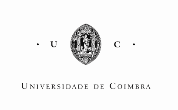 · U C ·
UNIVERSIDADE DE COIMBRA